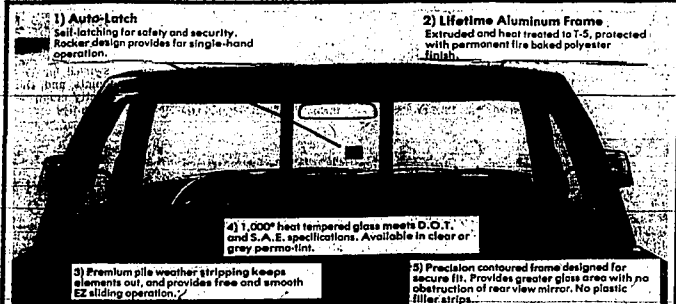 1) Auto-Latch
Self-latching for safety and security.
Rocker design provides for single-hand
operation.
2) Lifetime Aluminum Frame
Extruded and heat treated to T-5, protected
with permanent fire baked polyester
finish.
4) 1,000° heat tempered glass meets D.O.T.
and S.A.E. specifications. Available in clear or
grey perma-tint.
3) Premium pile weather stripping keeps
elements out, and provides free and smooth
EZ sliding operation.
5) Precision contoured frame designed for
secure fit. Provides greater glass area with no
obstruction of rear view mirror. No plastic
filler strips.